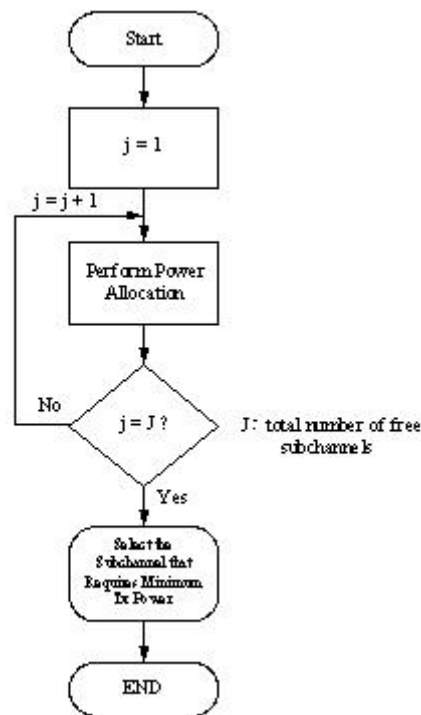 Start
j = 1
j = j + 1
Perform Power
Allocation
No
j = J ?
J : total number of free
subchannels
Yes
Select the
Subchannel that
Requires Minimum
Tx Power
END